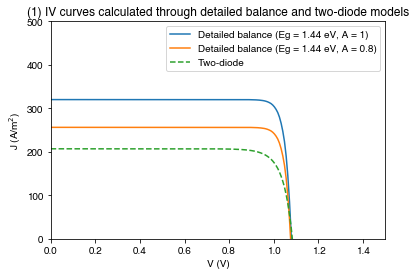 (1) IV curves calculated through detailed balance and two-diode models
500
400
300
200
100
0
J (A/m²)
Detailed balance (Eg = 1.44 eV, A = 1)
Detailed balance (Eg = 1.44 eV, A = 0.8)
Two-diode
0.0 0.2 0.4 0.6 0.8 1.0 1.2 1.4
V (V)